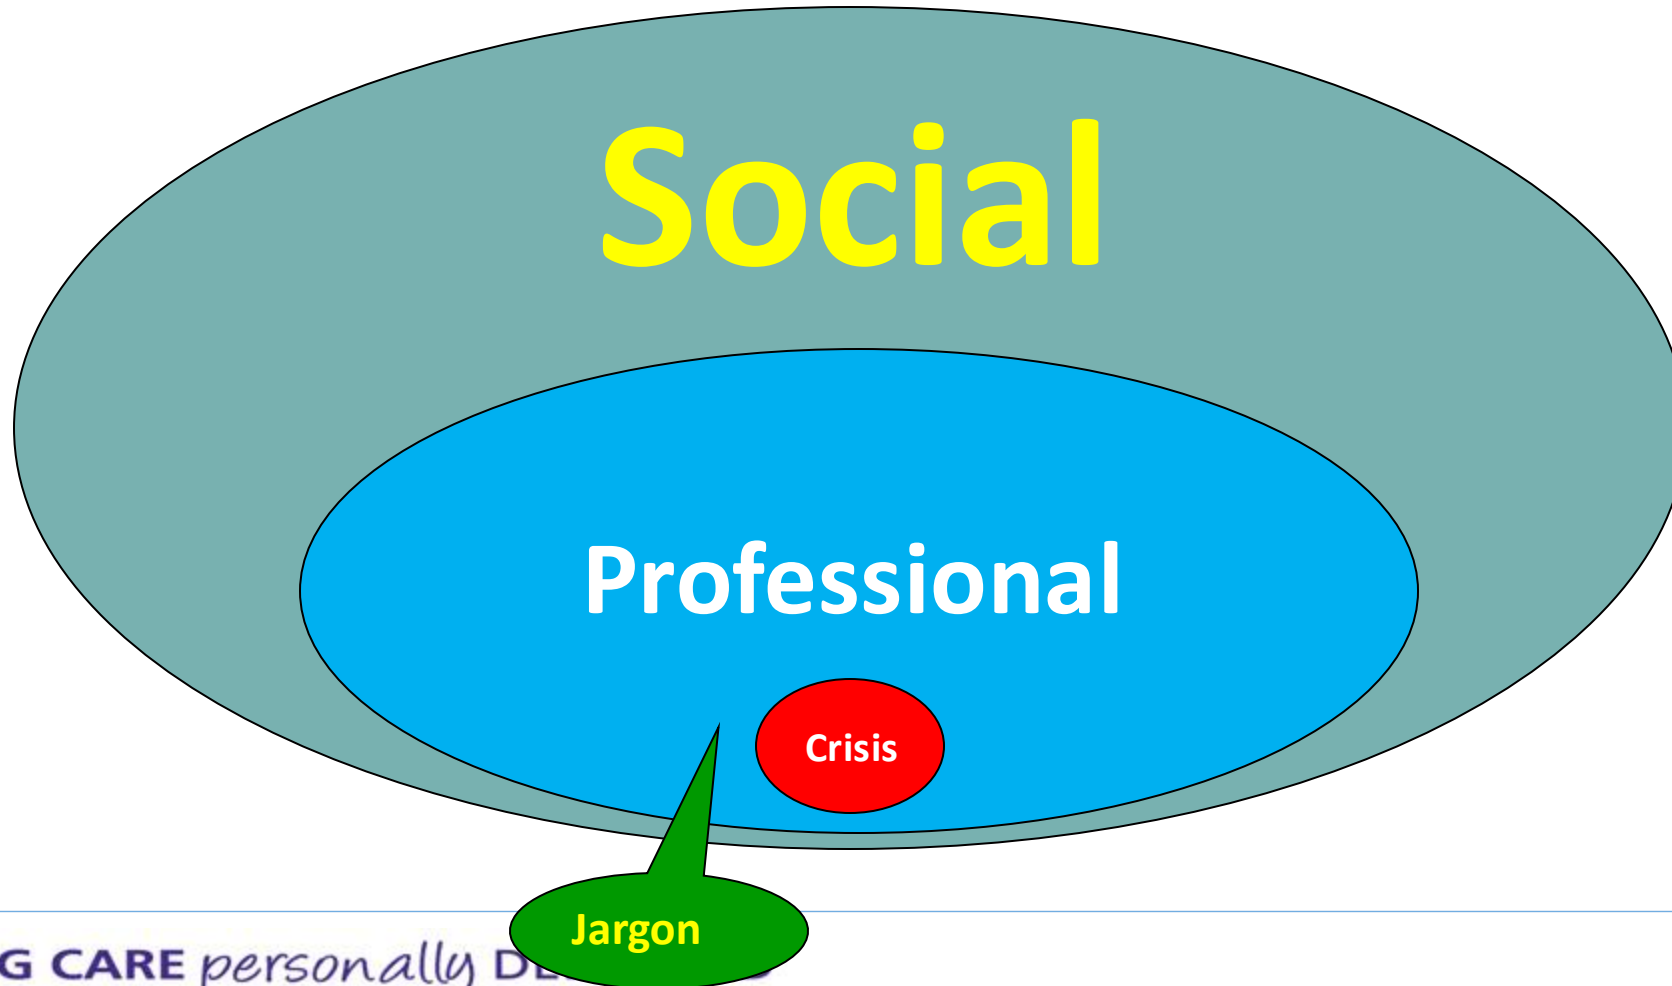 Social
Professional
Crisis
Jargon
G CARE personally